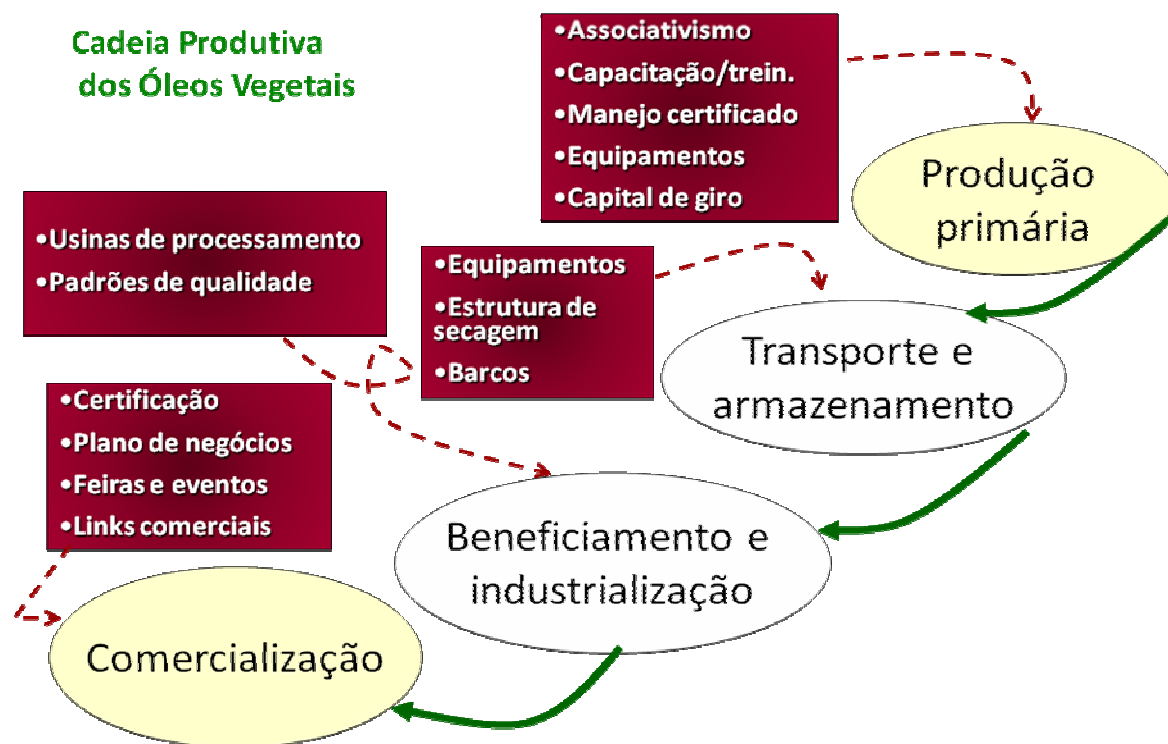 Cadeia Produtiva
dos Óleos Vegetais
•Associativismo
•Capacitação/trein.
•Manejo certificado
•Equipamentos
•Capital de giro
Produção
primária
•Usinas de processamento
•Padrões de qualidade
•Equipamentos
•Estrutura de
secagem
•Barcos
Transporte e
armazenamento
•Certificação
•Plano de negócios
•Feiras e eventos
•Links comerciais
Beneficiamento e
industrialização
Comercialização